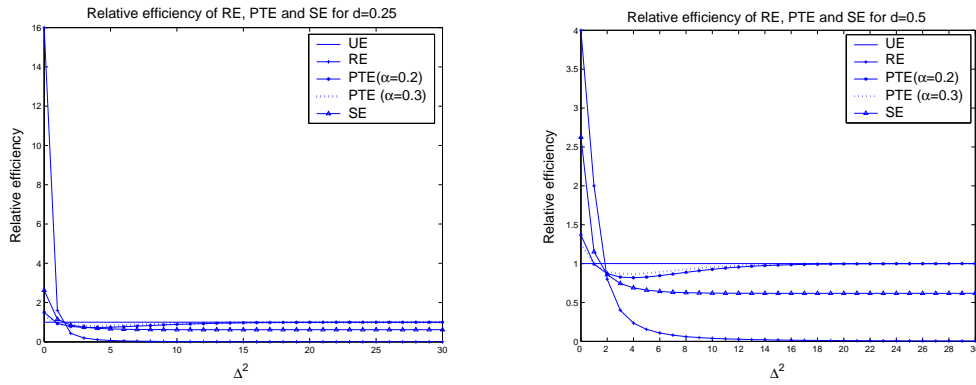 Relative efficiency of RE, PTE and SE for d=0.25
16
14
12
10
8
6
4
2
0
Relative efficiency
UE
RE
PTE(α=0.2)
PTE (α=0.3)
SE
0 5 10 15 20 25 30
Δ²
Relative efficiency of RE, PTE and SE for d=0.5
4
3.5
3
2.5
2
1.5
1
0.5
0
Relative efficiency
UE
RE
PTE(α=0.2)
PTE (α=0.3)
SE
0 2 4 6 8 10 12 14 16 18 20 22 24 26 28 30
Δ²